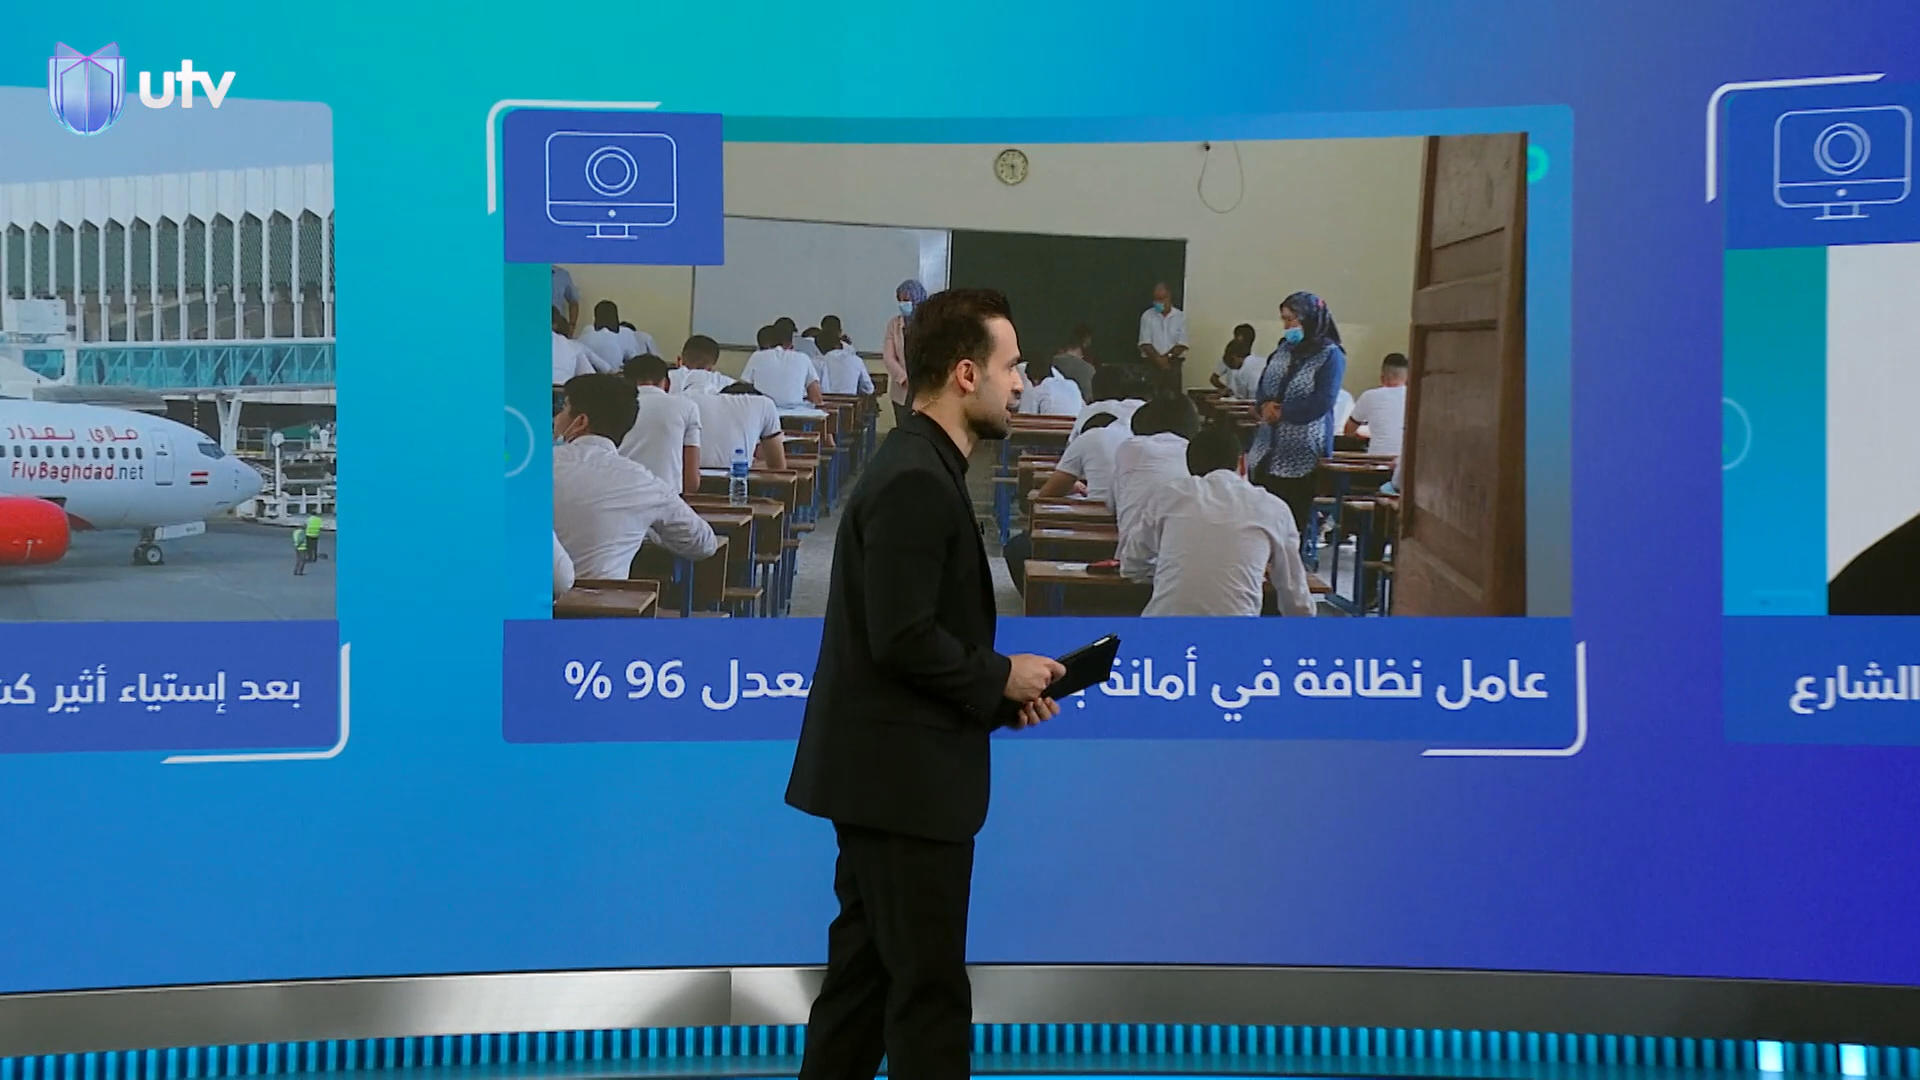 utv
فلاي بغداد
FlyBaghdad.net
عامل نظافة في أمانة
معدل 96 %
بعد إستياء أثير
الشارع